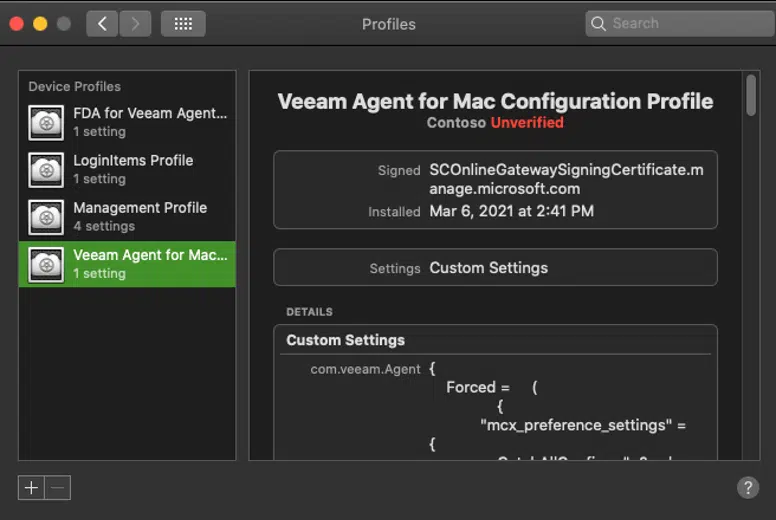 Profiles
Search
Device Profiles
FDA for Veeam Agent...
1 setting
LoginItems Profile
1 setting
Management Profile
4 settings
Veeam Agent for Mac...
1 setting
Veeam Agent for Mac Configuration Profile
Contoso Unverified
Signed SCOnlineGatewaySigningCertificate.m
anage.microsoft.com
Installed Mar 6, 2021 at 2:41 PM
Settings Custom Settings
DETAILS
Custom Settings
com.veeam.Agent {
Forced = (
{
"mcx_preference_settings" =
{
+ −
?